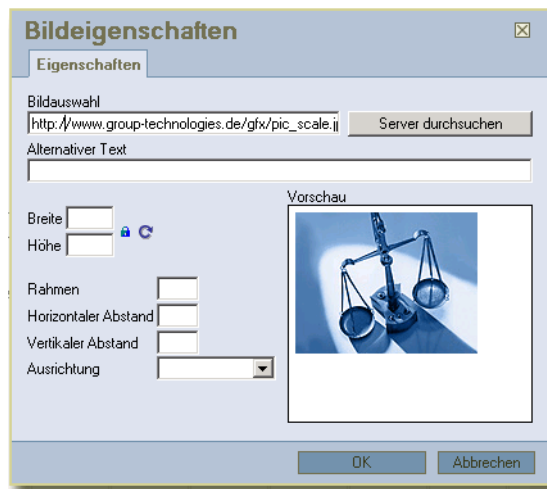 Bildeigenschaften
Eigenschaften
Bildauswahl
http://www.group-technologies.de/gfx/pic_scale.j
Server durchsuchen
Alternativer Text
Breite
Höhe
Vorschau
Rahmen
Horizontaler Abstand
Vertikaler Abstand
Ausrichtung
OK
Abbrechen